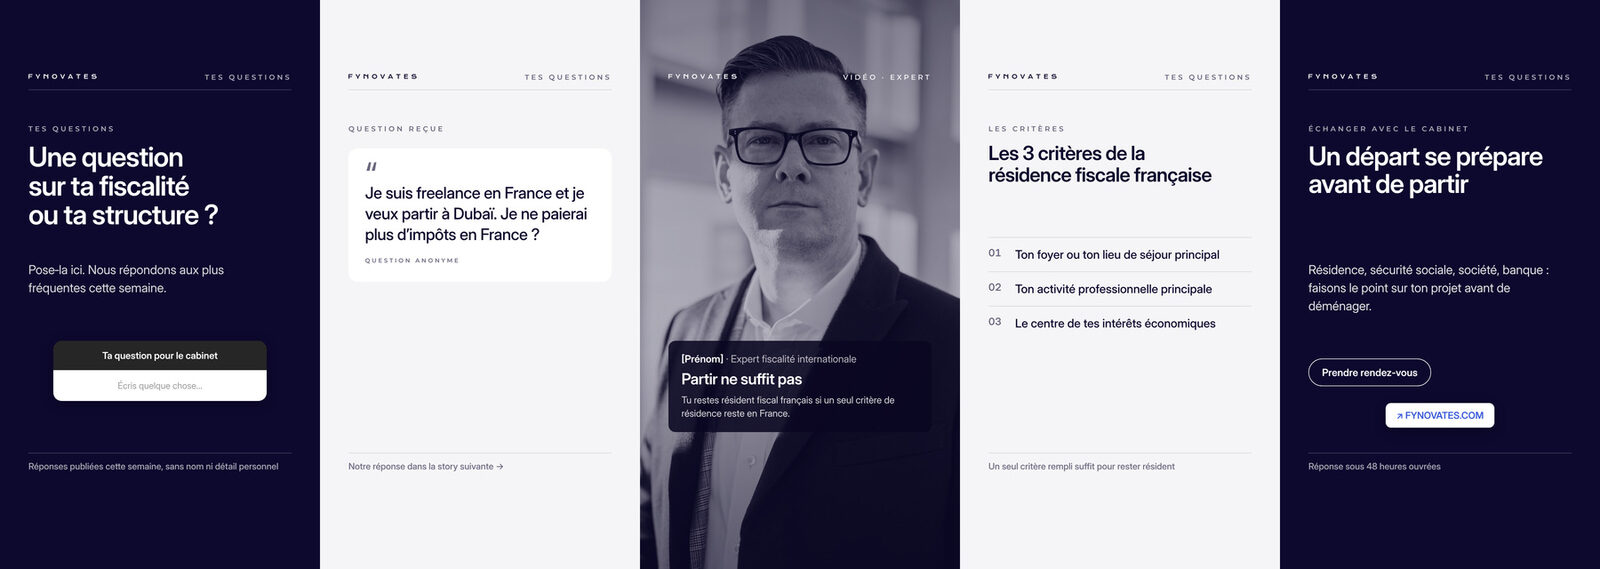 FYNOVATES
TES QUESTIONS
TES QUESTIONS
Une question
sur ta fiscalité
ou ta structure ?
Pose-la ici. Nous répondons aux plus
fréquentes cette semaine.
Ta question pour le cabinet
Écris quelque chose...
Réponses publiées cette semaine, sans nom ni détail personnel
FYNOVATES
TES QUESTIONS
QUESTION REÇUE
“
Je suis freelance en France et je
veux partir à Dubaï. Je ne paierai
plus d’impôts en France ?
QUESTION ANONYME
Notre réponse dans la story suivante →
FYNOVATES
VIDÉO · EXPERT
[Prénom] · Expert fiscalité internationale
Partir ne suffit pas
Tu restes résident fiscal français si un seul critère de
résidence reste en France.
FYNOVATES
TES QUESTIONS
LES CRITÈRES
Les 3 critères de la
résidence fiscale française
01 Ton foyer ou ton lieu de séjour principal
02 Ton activité professionnelle principale
03 Le centre de tes intérêts économiques
Un seul critère rempli suffit pour rester résident
FYNOVATES
TES QUESTIONS
ÉCHANGER AVEC LE CABINET
Un départ se prépare
avant de partir
Résidence, sécurité sociale, société, banque :
faisons le point sur ton projet avant de
déménager.
Prendre rendez-vous
↗ FYNOVATES.COM
Réponse sous 48 heures ouvrées